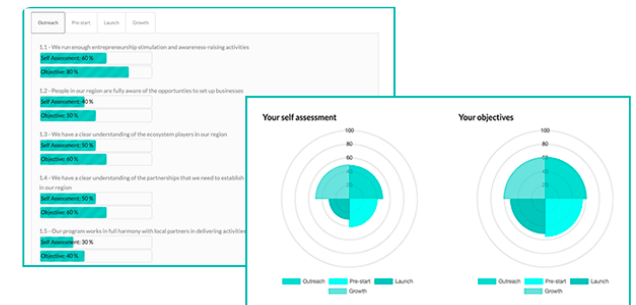 Outreach
Pre-start
Launch
Growth
1.1 - We run enough entrepreneurship stimulation and awareness-raising activities
Self Assessment: 60 %
Objective: 80 %
1.2 - People in our region are fully aware of the opportunties to set up businesses
Self Assessment: 40 %
Objective: 50 %
1.3 - We have a clear understanding of the ecosystem players in our region
Self Assessment: 50 %
Objective: 60 %
1.4 - We have a clear understanding of the partnerships that we need to establish
in our region
Self Assessment: 50 %
Objective: 60 %
1.5 - Our program works in full harmony with local partners in delivering activities
Self Assessment: 30 %
Objective: 40 %
Your self assessment
100
80
60
40
20
Outreach
Pre-start
Launch
Growth
Your objectives
100
80
60
40
20
Outreach
Pre-start
Launch
Growth